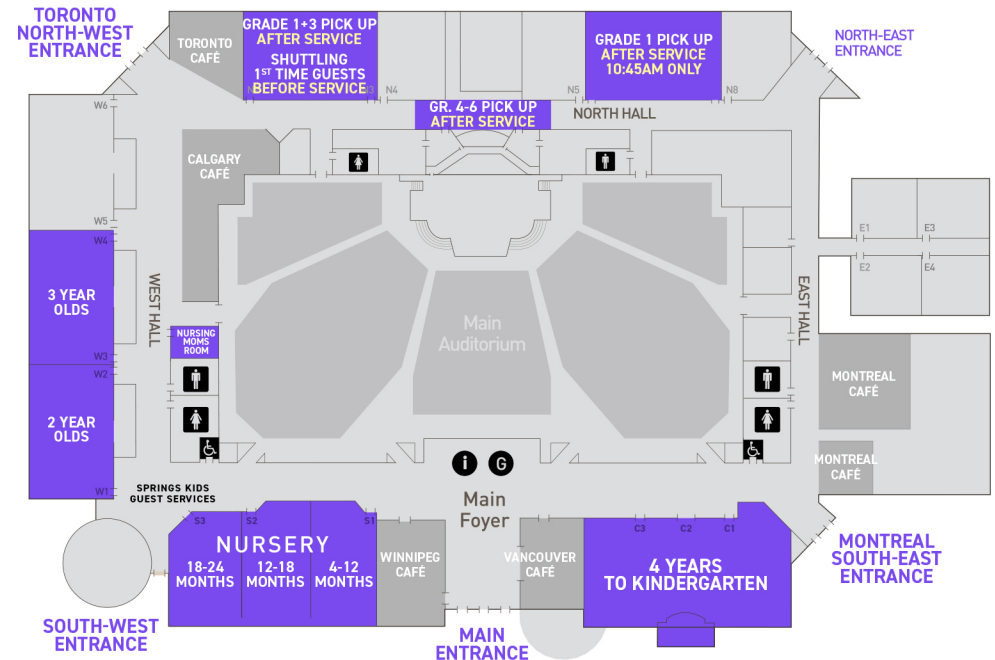 TORONTO
NORTH-WEST
ENTRANCE
TORONTO
CAFÉ
GRADE 1+3 PICK UP
AFTER SERVICE
SHUTTLING
1ST TIME GUESTS
BEFORE SERVICE
N3
N4
GR. 4-6 PICK UP
AFTER SERVICE
N5
GRADE 1 PICK UP
AFTER SERVICE
10:45AM ONLY
N8
NORTH HALL
NORTH-EAST
ENTRANCE
W6
CALGARY
CAFÉ
W5
W4
3 YEAR
OLDS
W3
WEST HALL
NURSING
MOMS
ROOM
W2
2 YEAR
OLDS
W1
Main
Auditorium
EAST HALL
E1
E3
E2
E4
MONTREAL
CAFÉ
MONTREAL
CAFÉ
SPRINGS KIDS
GUEST SERVICES
i
G
Main
Foyer
S3
S2
S1
NURSERY
18-24
MONTHS
12-18
MONTHS
4-12
MONTHS
WINNIPEG
CAFÉ
VANCOUVER
CAFÉ
C3
C2
C1
4 YEARS
TO KINDERGARTEN
MONTREAL
SOUTH-EAST
ENTRANCE
SOUTH-WEST
ENTRANCE
MAIN
ENTRANCE